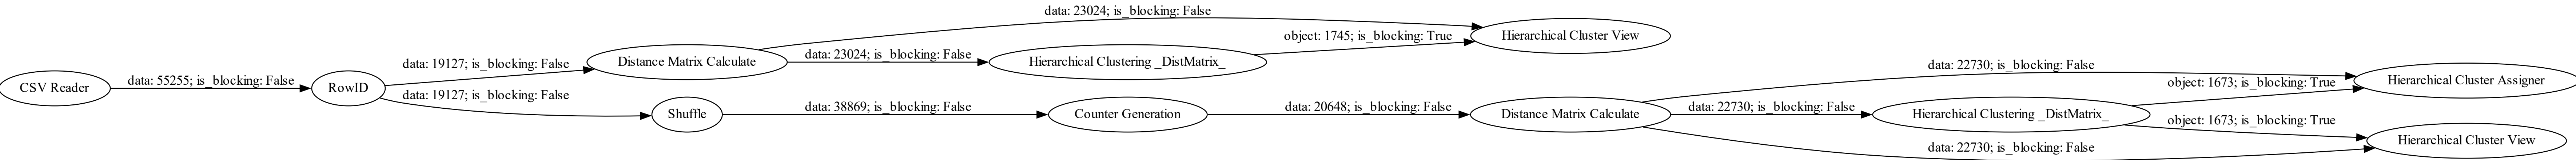 CSV Reader
data: 55255; is_blocking: False
RowID
data: 19127; is_blocking: False
data: 19127; is_blocking: False
Distance Matrix Calculate
data: 23024; is_blocking: False
data: 23024; is_blocking: False
Hierarchical Clustering _DistMatrix_
object: 1745; is_blocking: True
Hierarchical Cluster View
Shuffle
data: 38869; is_blocking: False
Counter Generation
data: 20648; is_blocking: False
Distance Matrix Calculate
data: 22730; is_blocking: False
data: 22730; is_blocking: False
data: 22730; is_blocking: False
Hierarchical Clustering _DistMatrix_
object: 1673; is_blocking: True
object: 1673; is_blocking: True
Hierarchical Cluster Assigner
Hierarchical Cluster View